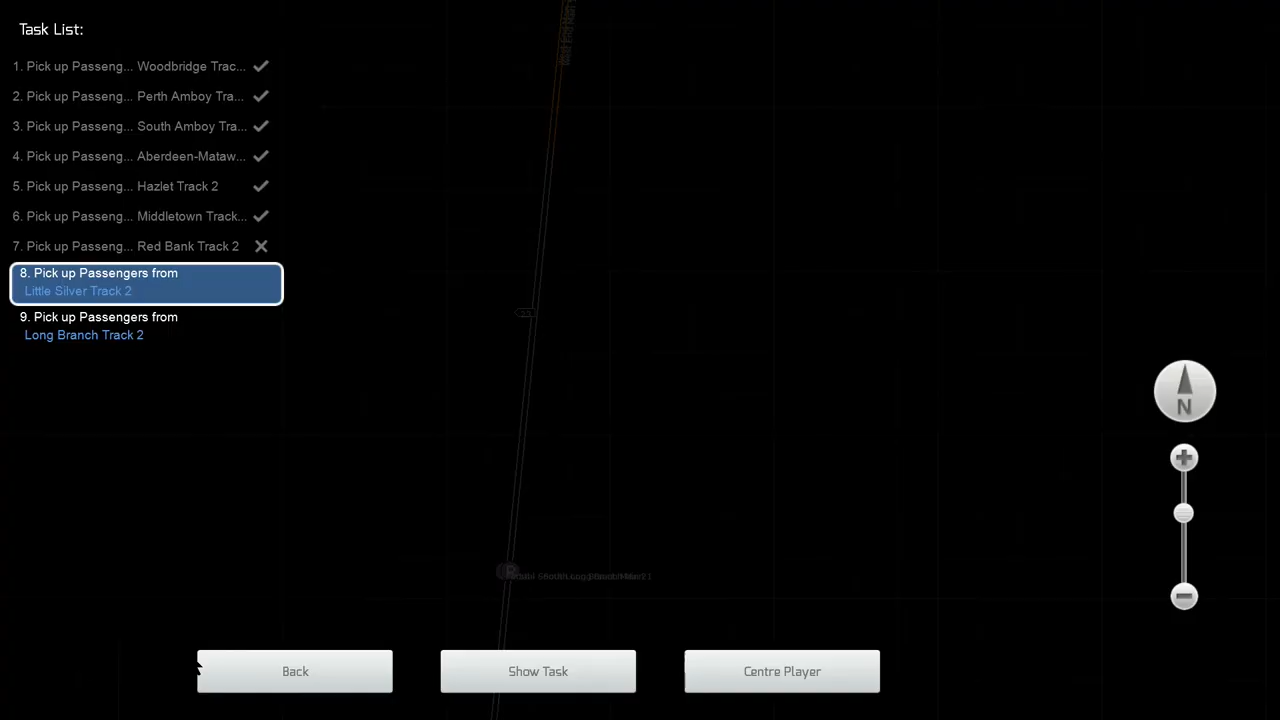 Task List:
1. Pick up Passeng... Woodbridge Trac...
2. Pick up Passeng... Perth Amboy Tra...
3. Pick up Passeng... South Amboy Tra...
4. Pick up Passeng... Aberdeen-Mataw...
5. Pick up Passeng... Hazlet Track 2
6. Pick up Passeng... Middletown Track...
7. Pick up Passeng... Red Bank Track 2
8. Pick up Passengers from
Little Silver Track 2
9. Pick up Passengers from
Long Branch Track 2
N
Back
Show Task
Centre Player